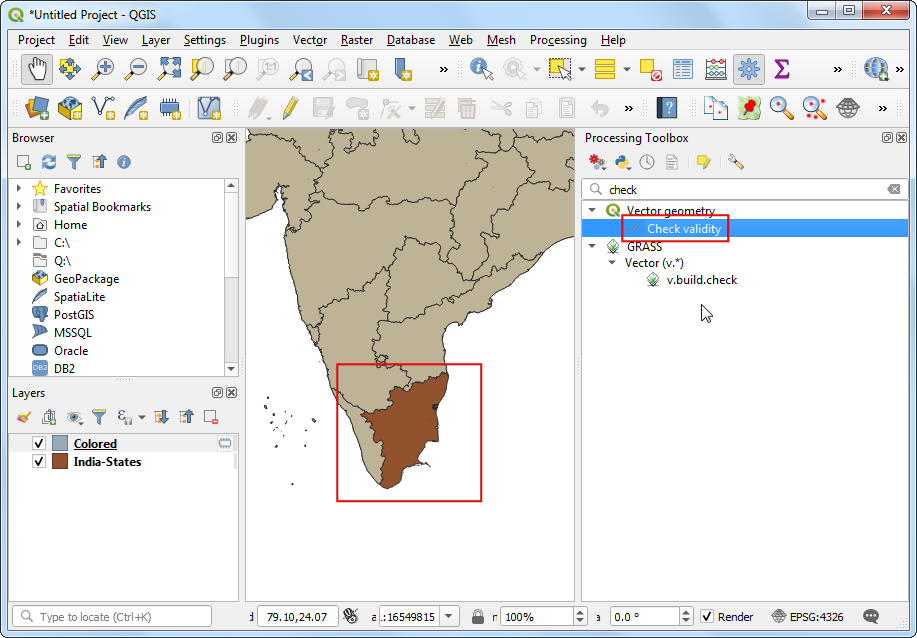 *Untitled Project - QGIS
Project Edit View Layer Settings Plugins Vector Raster Database Web Mesh Processing Help
1:1
Browser
Favorites
Spatial Bookmarks
Home
C:\
Q:\
GeoPackage
SpatiaLite
PostGIS
MSSQL
Oracle
DB2 DB2
Layers
Colored
India-States
Processing Toolbox
check
Vector geometry
Check validity
GRASS
Vector (v.*)
v.build.check
Type to locate (Ctrl+K) 79.10,24.07 .:16549815 100% 0.0 ° Render EPSG:4326